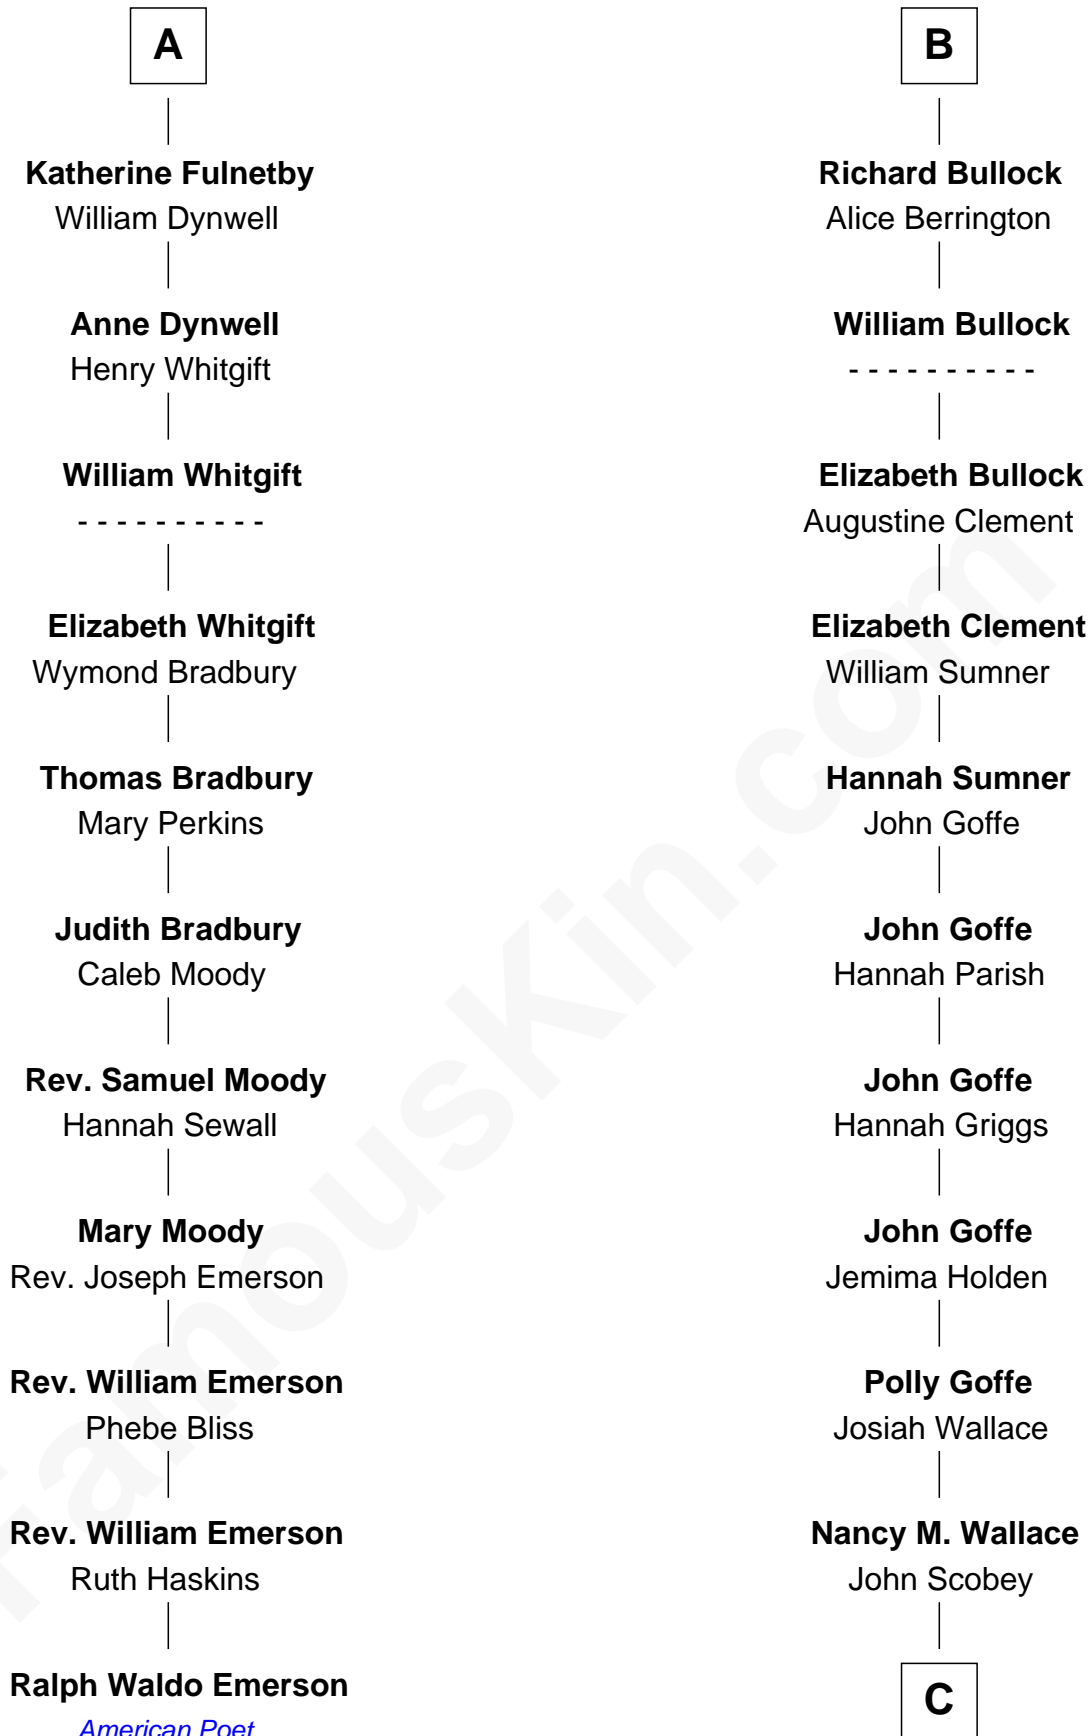 A
Katherine Fulnetby
William Dynwell
Anne Dynwell
Henry Whitgift
William Whitgift
- - - - - - - - - -
Elizabeth Whitgift
Wymond Bradbury
Thomas Bradbury
Mary Perkins
Judith Bradbury
Caleb Moody
Rev. Samuel Moody
Hannah Sewall
Mary Moody
Rev. Joseph Emerson
Rev. William Emerson
Phebe Bliss
Rev. William Emerson
Ruth Haskins
Ralph Waldo Emerson
American Poet
B
Richard Bullock
Alice Berrington
William Bullock
- - - - - - - - - -
Elizabeth Bullock
Augustine Clement
Elizabeth Clement
William Sumner
Hannah Sumner
John Goffe
John Goffe
Hannah Parish
John Goffe
Hannah Griggs
John Goffe
Jemima Holden
Polly Goffe
Josiah Wallace
Nancy M. Wallace
John Scobey
C
FamousKin.com